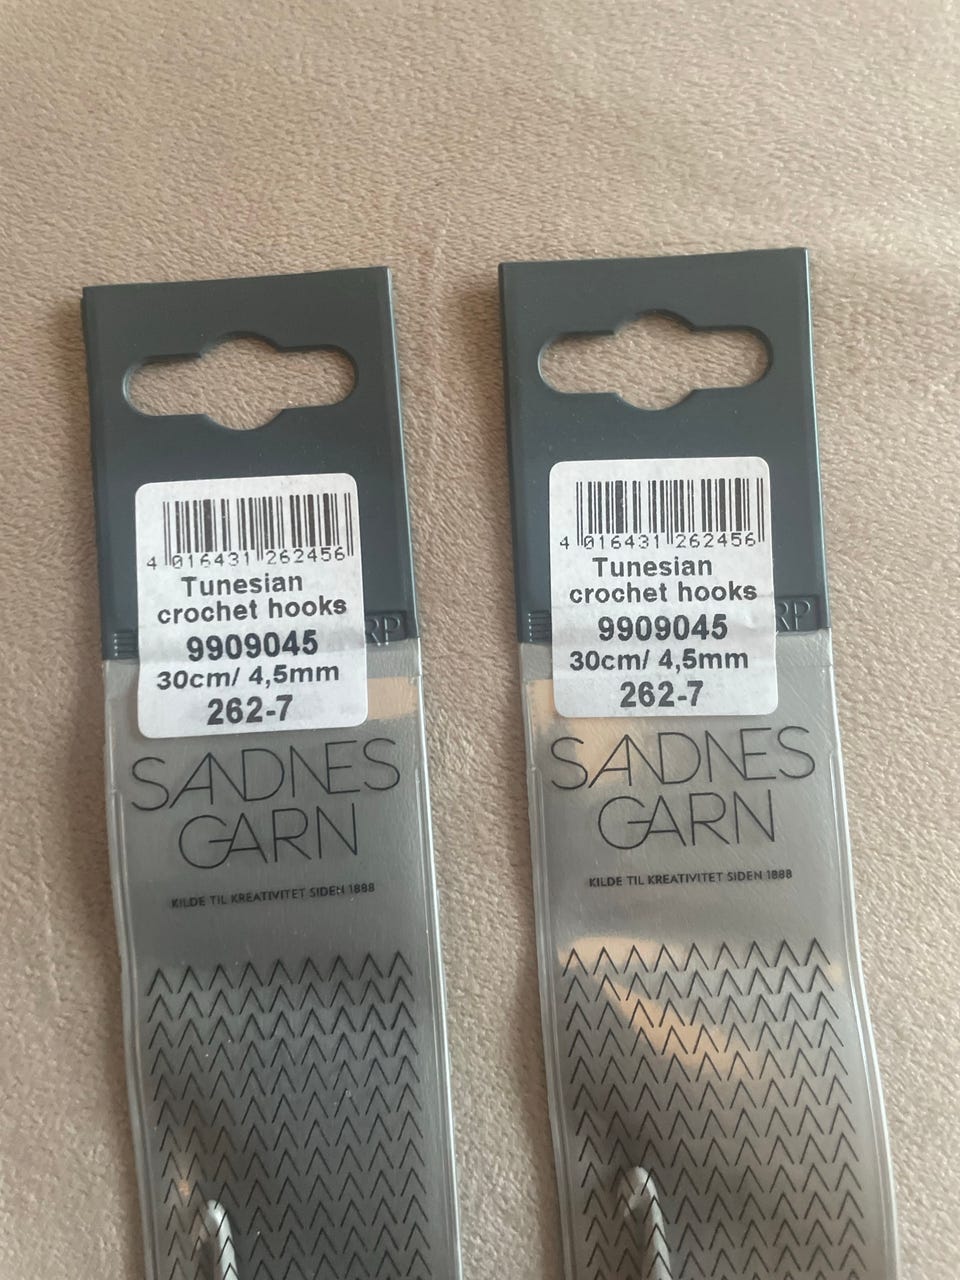 4 016431 262456
Tunesian
crochet hooks
9909045
30cm/ 4,5mm
262-7
SANDNES
GARN
KILDE TIL KREATIVITET SIDEN 1888
4 016431 262456
Tunesian
crochet hooks
9909045
30cm/ 4,5mm
262-7
SANDNES
GARN
KILDE TIL KREATIVITET SIDEN 1888